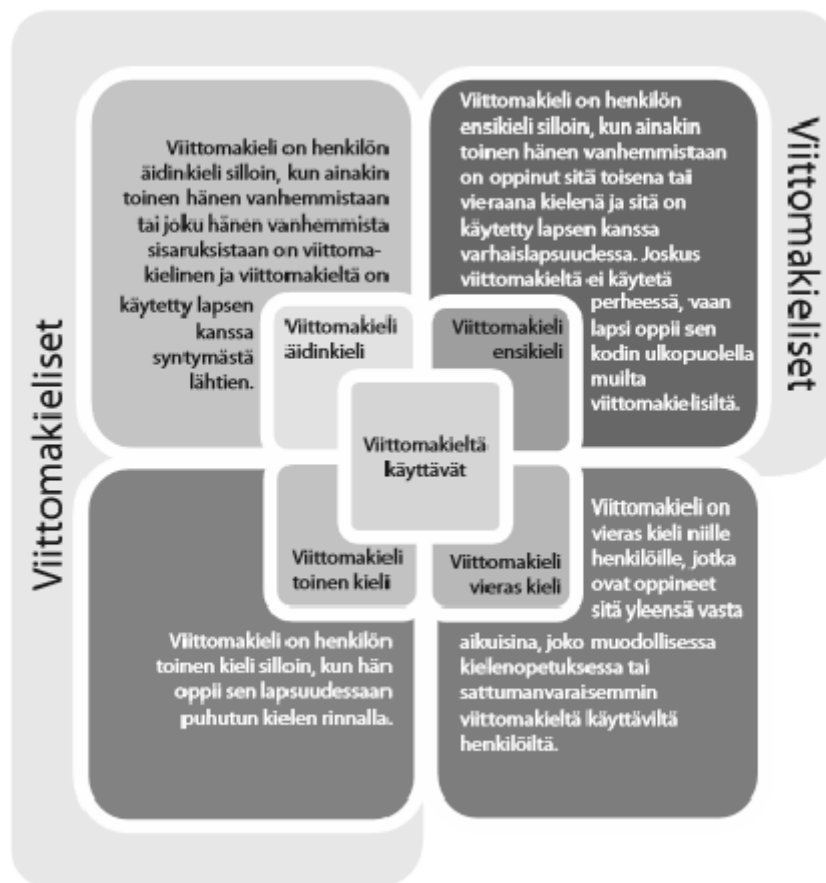 Viittomakieliset
Viittomakieli on henkilön
äidinkieli silloin, kun ainakin
toinen hänen vanhemmistaan
tai joku hänen vanhemmista
sisaruksistaan on viittoma-
kielinen ja viittomakieltä on
käytetty lapsen
kanssa
syntymästä
lähtien.
Viittomakieli
äidinkieli
Viittomakieli on henkilön
ensikieli silloin, kun ainakin
toinen hänen vanhemmistaan
on oppinut sitä toisena tai
vieraana kielenä ja sitä on
käytetty lapsen kanssa
varhaislapsuudessa. Joskus
viittomakieltä ei käytetä
perheessä, vaan
lapsi oppii sen
kodin ulkopuolella
muilta
viittomakielisiltä.
Viittomakieli
ensikieli
Viittomakieliset
Viittomakieltä
käyttävät
Viittomakieli
toinen kieli
Viittomakieli on henkilön
toinen kieli silloin, kun hän
oppii sen lapsuudessaan
puhutun kielen rinnalla.
Viittomakieli
vieras kieli
Viittomakieli on
vieras kieli niille
henkilöille, jotka
ovat oppineet
sitä yleensä vasta
aikuisina, joko muodollisessa
kielenopetuksessa tai
sattumanvaraisemmin
viittomakieltä käyttäviltä
henkilöiltä.